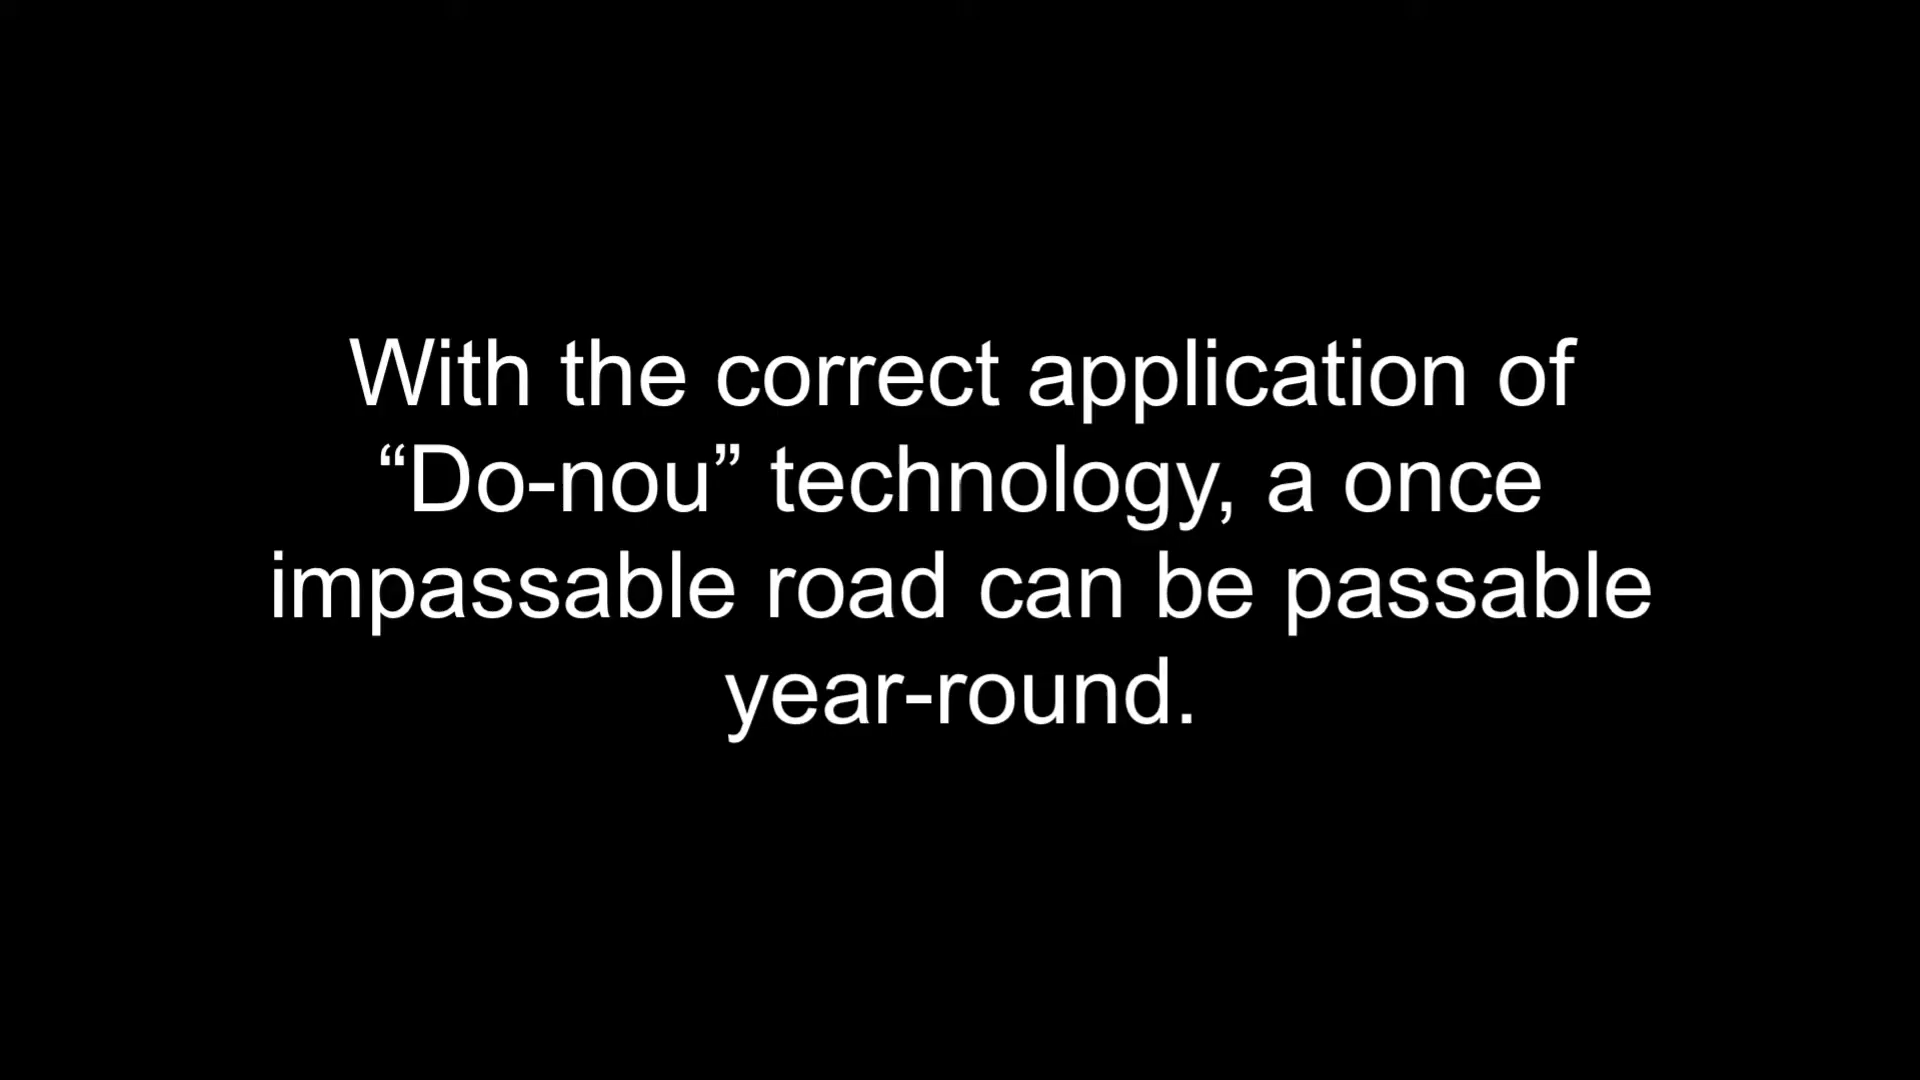 With the correct application of
“Do-nou” technology, a once
impassable road can be passable
year-round.